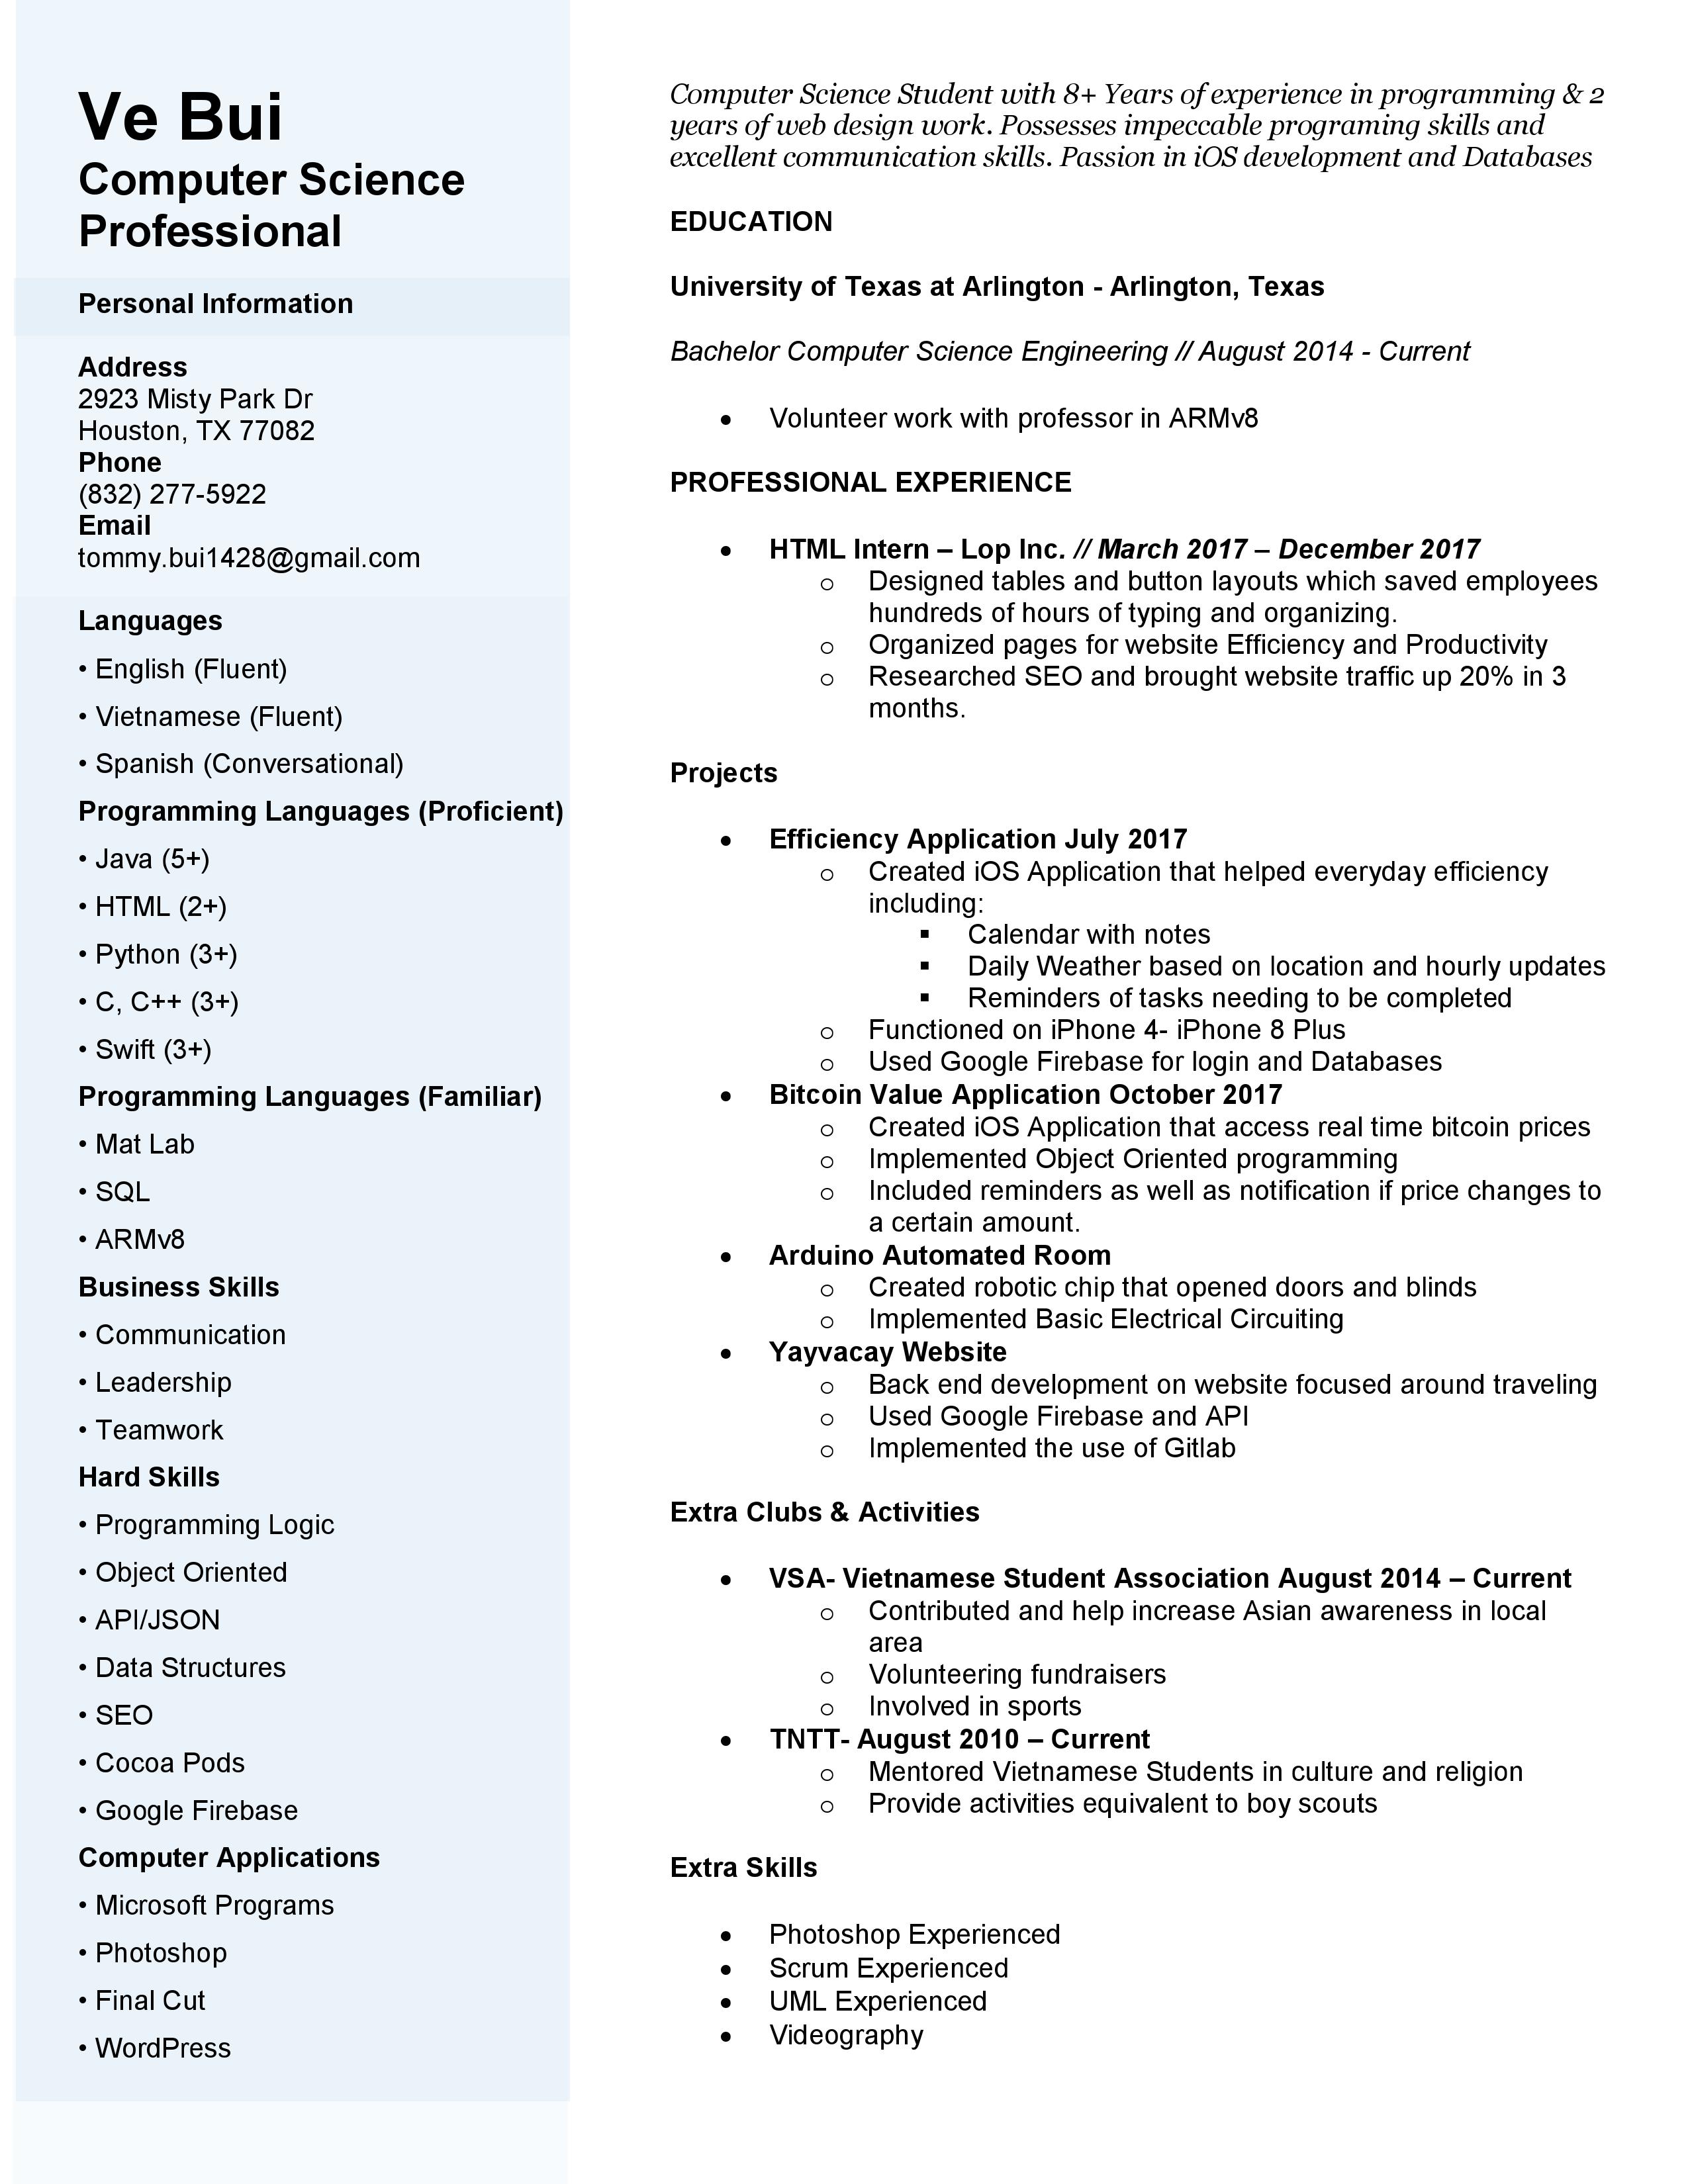 Ve Bui
Computer Science
Professional
Personal Information
Address
2923 Misty Park Dr
Houston, TX 77082
Phone
(832) 277-5922
Email
tommy.bui1428@gmail.com
Languages
• English (Fluent)
• Vietnamese (Fluent)
• Spanish (Conversational)
Programming Languages (Proficient)
• Java (5+)
• HTML (2+)
• Python (3+)
• C, C++ (3+)
• Swift (3+)
Programming Languages (Familiar)
• Mat Lab
• SQL
• ARMv8
Business Skills
• Communication
• Leadership
• Teamwork
Hard Skills
• Programming Logic
• Object Oriented
• API/JSON
• Data Structures
• SEO
• Cocoa Pods
• Google Firebase
Computer Applications
• Microsoft Programs
• Photoshop
• Final Cut
• WordPress
Computer Science Student with 8+ Years of experience in programming & 2
years of web design work. Possesses impeccable programing skills and
excellent communication skills. Passion in iOS development and Databases
EDUCATION
University of Texas at Arlington - Arlington, Texas
Bachelor Computer Science Engineering // August 2014 - Current
• Volunteer work with professor in ARMv8
PROFESSIONAL EXPERIENCE
• HTML Intern – Lop Inc. // March 2017 – December 2017
o Designed tables and button layouts which saved employees
hundreds of hours of typing and organizing.
o Organized pages for website Efficiency and Productivity
o Researched SEO and brought website traffic up 20% in 3
months.
Projects
• Efficiency Application July 2017
o Created iOS Application that helped everyday efficiency
including:
▪ Calendar with notes
▪ Daily Weather based on location and hourly updates
▪ Reminders of tasks needing to be completed
o Functioned on iPhone 4- iPhone 8 Plus
o Used Google Firebase for login and Databases
• Bitcoin Value Application October 2017
o Created iOS Application that access real time bitcoin prices
o Implemented Object Oriented programming
o Included reminders as well as notification if price changes to
a certain amount.
• Arduino Automated Room
o Created robotic chip that opened doors and blinds
o Implemented Basic Electrical Circuiting
• Yayvacay Website
o Back end development on website focused around traveling
o Used Google Firebase and API
o Implemented the use of Gitlab
Extra Clubs & Activities
• VSA- Vietnamese Student Association August 2014 – Current
o Contributed and help increase Asian awareness in local
area
o Volunteering fundraisers
o Involved in sports
• TNTT- August 2010 – Current
o Mentored Vietnamese Students in culture and religion
o Provide activities equivalent to boy scouts
Extra Skills
• Photoshop Experienced
• Scrum Experienced
• UML Experienced
• Videography